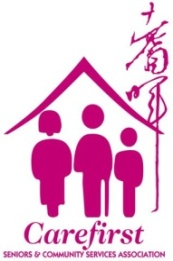 耆暉
Carefirst
SENIORS & COMMUNITY SERVICES ASSOCIATION